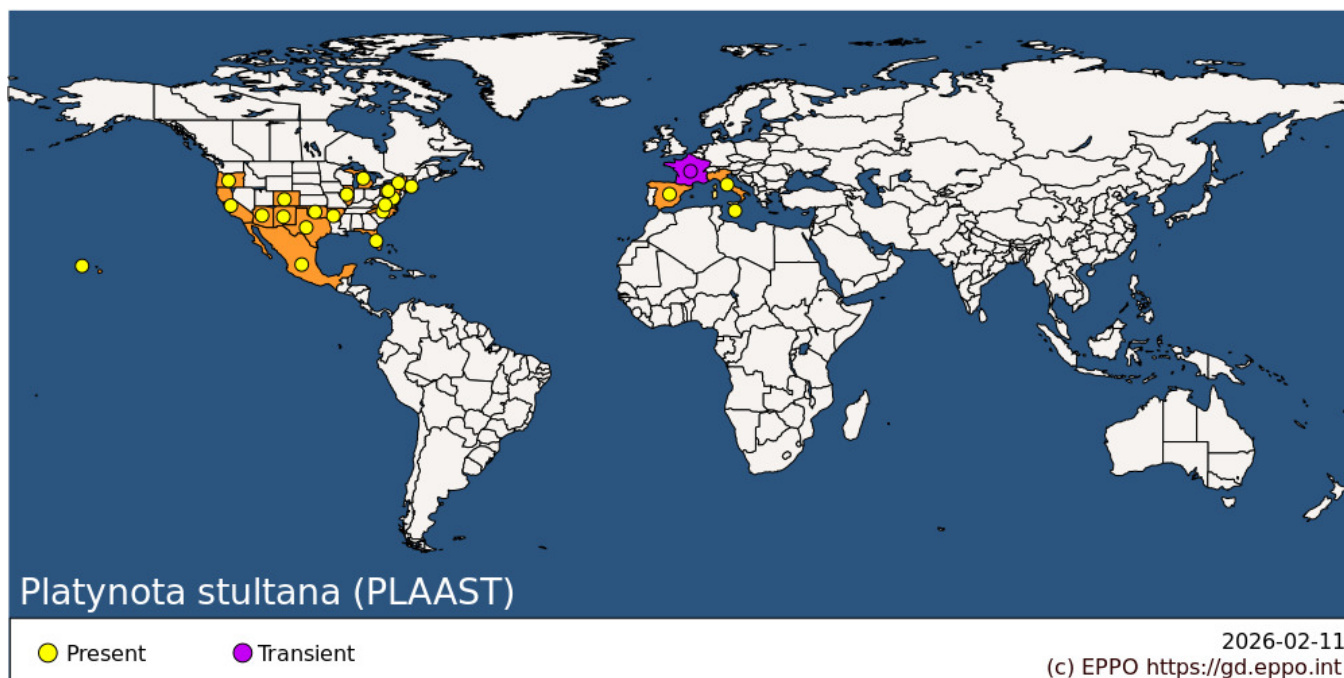 Platynota stultana (PLAAST)
Present
Transient
2026-02-11
(c) EPPO https://gd.eppo.int